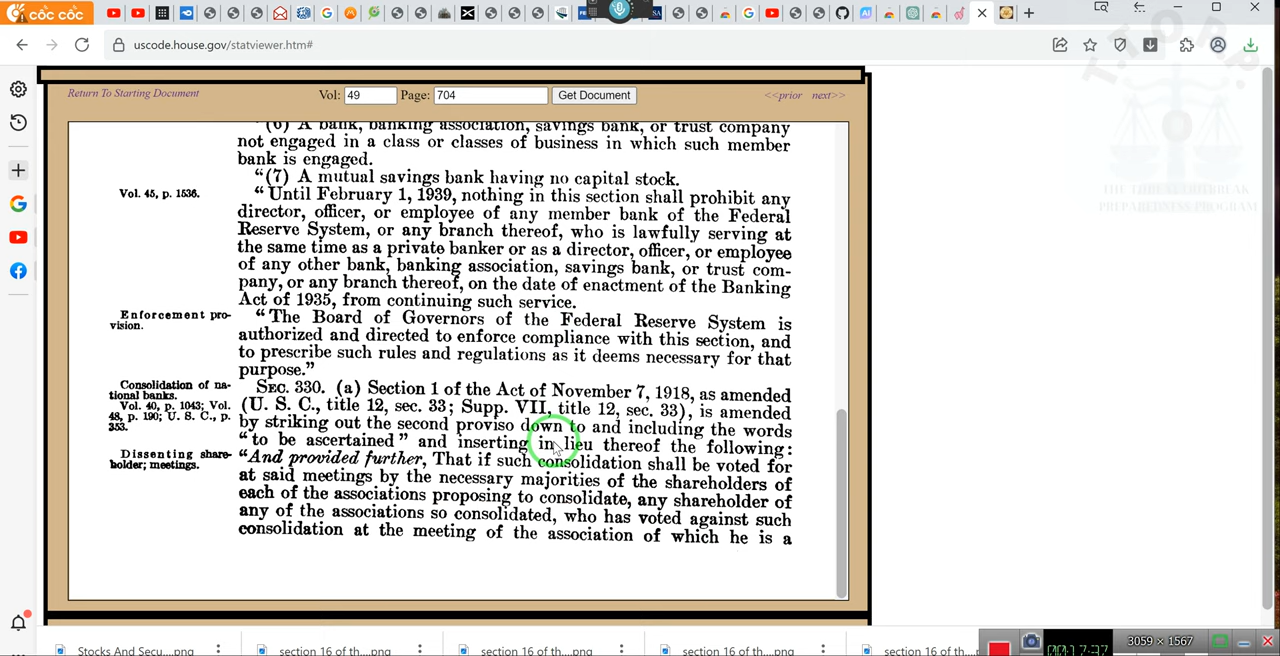 cốc cốc
uscode.house.gov/statviewer.htm#
T.T.O.R.P.
THE THREAT OUTBREAK
PREPAREDNESS PROGRAM
Return To Starting Document
Vol: 49 Page: 704 Get Document
<<prior next>>
"(6) A bank, banking association, savings bank, or trust company
not engaged in a class or classes of business in which such member
bank is engaged.
"(7) A mutual savings bank having no capital stock.
Vol. 45, p. 1536.
"Until February 1, 1939, nothing in this section shall prohibit any
director, officer, or employee of any member bank of the Federal
Reserve System, or any branch thereof, who is lawfully serving at
the same time as a private banker or as a director, officer, or employee
of any other bank, banking association, savings bank, or trust com-
pany, or any branch thereof, on the date of enactment of the Banking
Act of 1935, from continuing such service.
Enforcement pro-
vision.
"The Board of Governors of the Federal Reserve System is
authorized and directed to enforce compliance with this section, and
to prescribe such rules and regulations as it deems necessary for that
purpose."
Consolidation of na-
tional banks.
Vol. 40, p. 1043; Vol.
48, p. 190; U. S. C., p.
353.
SEC. 330. (a) Section 1 of the Act of November 7, 1918, as amended
(U. S. C., title 12, sec. 33; Supp. VII, title 12, sec. 33), is amended
by striking out the second proviso down to and including the words
"to be ascertained" and inserting in lieu thereof the following:
Dissenting share-
holder; meetings.
"And provided further, That if such consolidation shall be voted for
at said meetings by the necessary majorities of the shareholders of
each of the associations proposing to consolidate, any shareholder of
any of the associations so consolidated, who has voted against such
consolidation at the meeting of the association of which he is a
Stocks And Secu....png
section 16 of th....png
section 16 of th....png
section 16 of th....png
section 16 of th....png
00:17:37
3059 × 1567